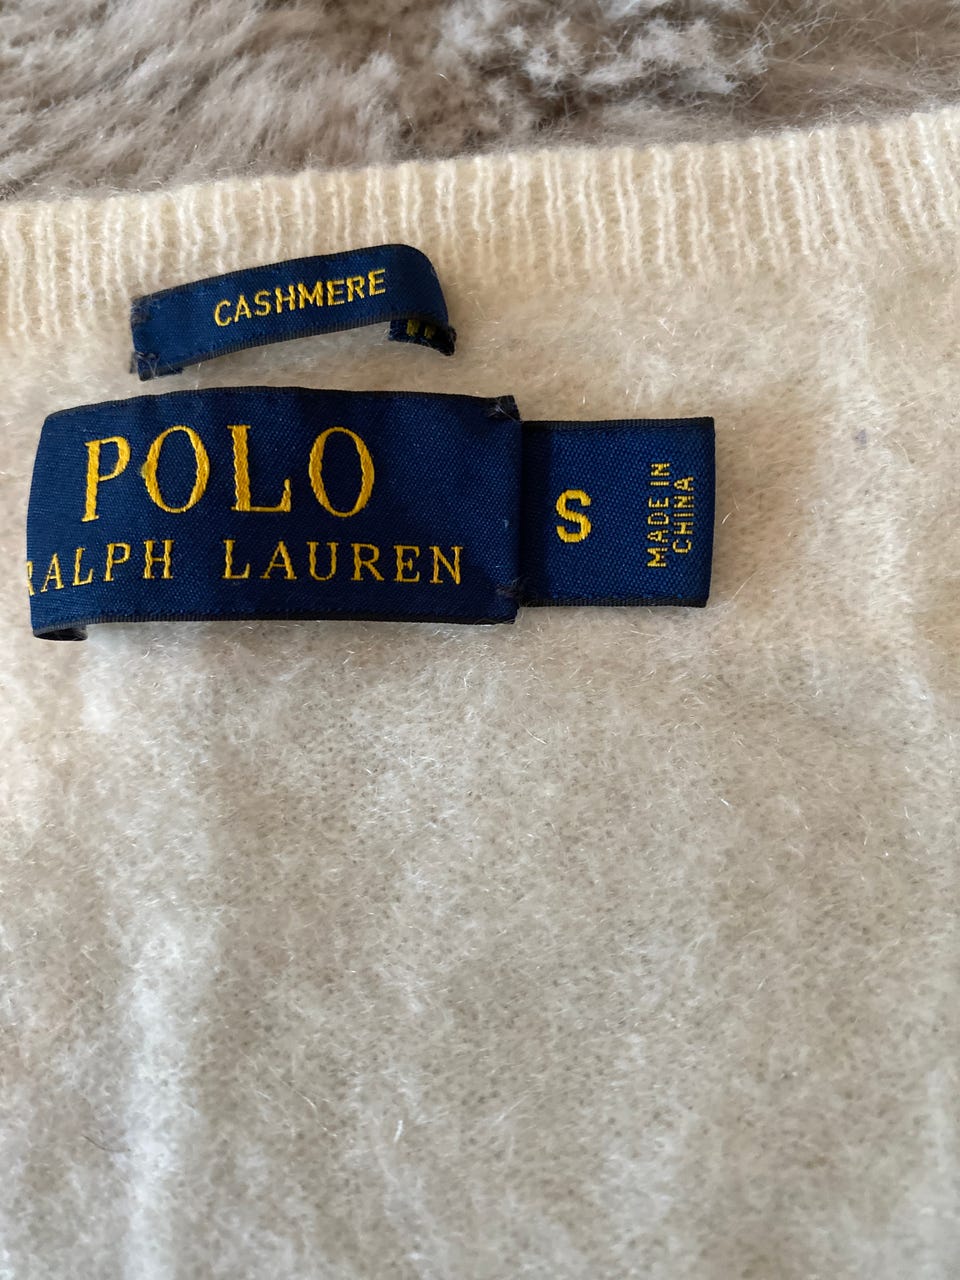 CASHMERE
POLO
RALPH LAUREN
S
MADE IN
CHINA